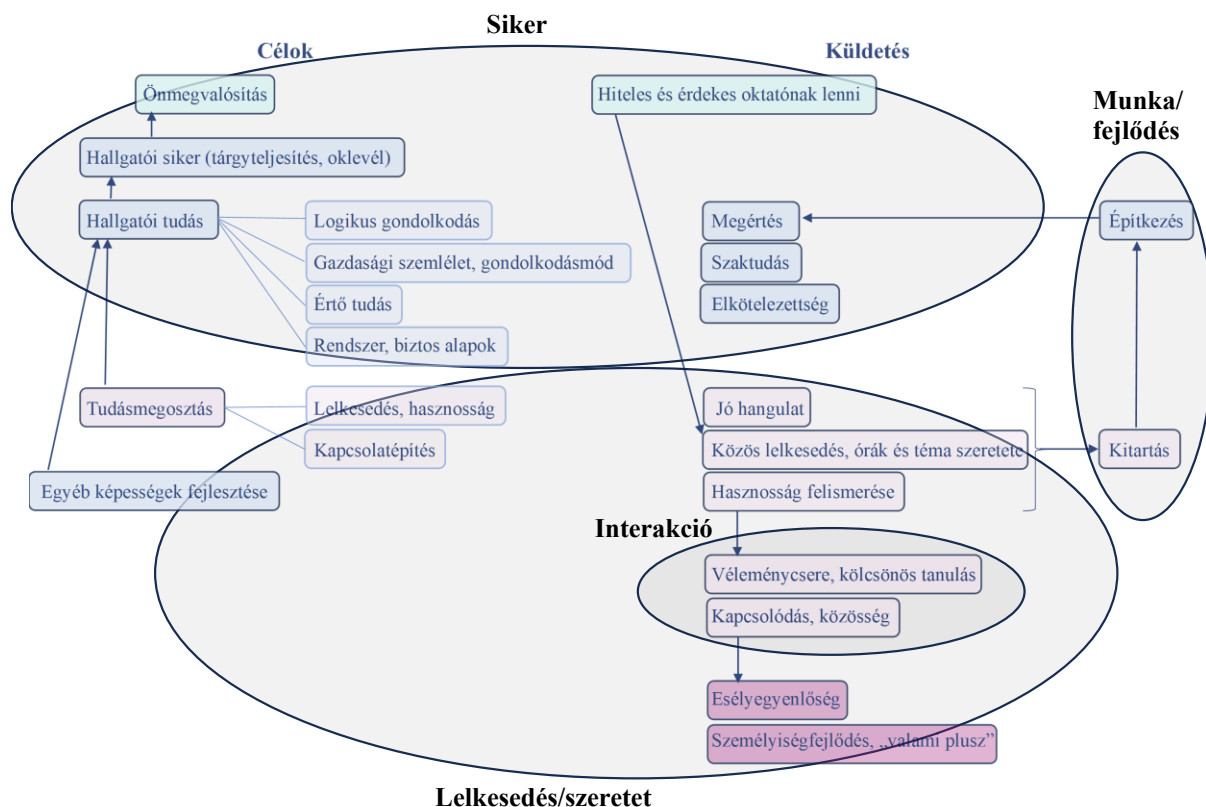 Siker
Célok
Küldetés
Önmegvalósítás
Hiteles és érdekes oktatónak lenni
Munka/
fejlődés
Hallgatói siker (tárgyteljesítés, oklevél)
Hallgatói tudás
Logikus gondolkodás
Megértés
Építkezés
Gazdasági szemlélet, gondolkodásmód
Szaktudás
Értő tudás
Elkötelezettség
Rendszer, biztos alapok
Tudásmegosztás
Lelkesedés, hasznosság
Jó hangulat
Kapcsolatépítés
Közös lelkesedés, órák és téma szeretete
Kitartás
Egyéb képességek fejlesztése
Hasznosság felismerése
Interakció
Véleménycsere, kölcsönös tanulás
Kapcsolódás, közösség
Esélyegyenlőség
Személyiségfejlődés, „valami plusz”
Lelkesedés/szeretet